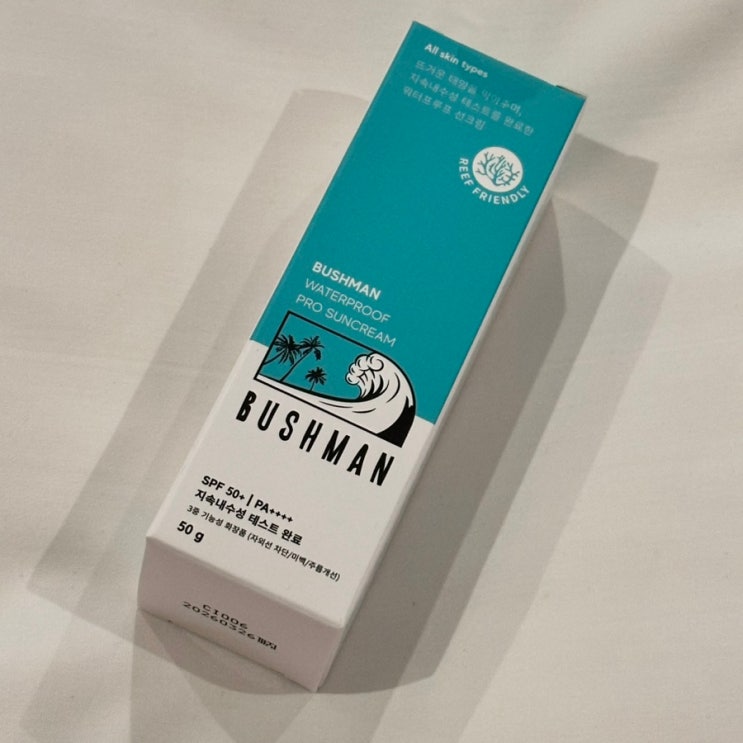 All skin types
뜨거운 태양을 막아주며,
지속내수성 테스트를 완료한
워터프루프 선크림
REEF FRIENDLY
BUSHMAN
WATERPROOF
PRO SUNCREAM
BUSHMAN
SPF 50+ | PA++++
지속내수성 테스트 완료
3중 기능성 화장품 (자외선 차단/미백/주름개선)
50 g
CI006
20260326